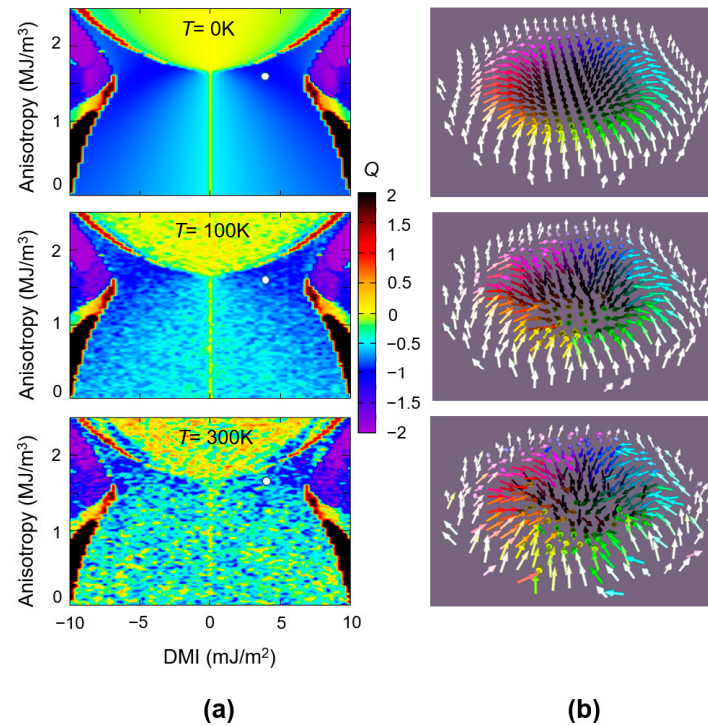 T= 0K
Anisotropy (MJ/m³)
2
1
0
T= 100K
Anisotropy (MJ/m³)
2
1
0
Q
2
1.5
1
0.5
0
−0.5
−1
−1.5
−2
T= 300K
Anisotropy (MJ/m³)
2
1
0
−10 −5 0 5 10
DMI (mJ/m²)
(a) (b)